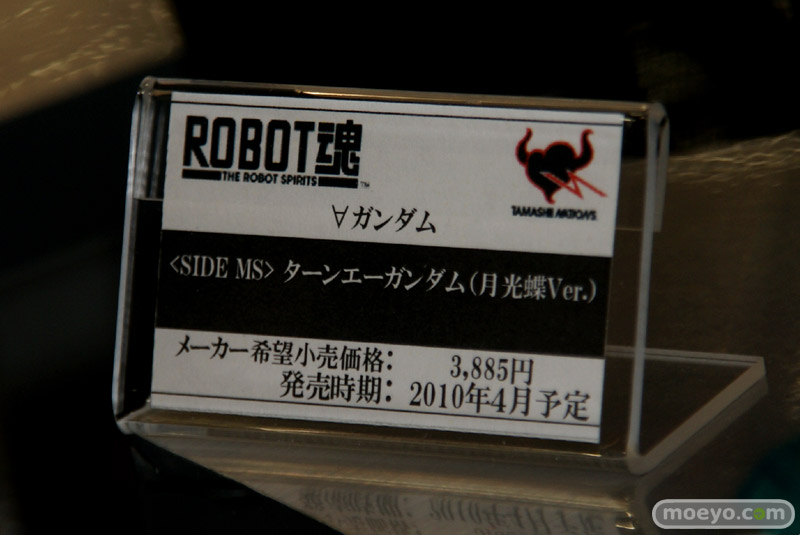 ROBOT魂
THE ROBOT SPIRITS
TM
TAMASHII NATIONS
∀ガンダム
<SIDE MS> ターンエーガンダム(月光蝶Ver.)
メーカー希望小売価格: 3,885円
発売時期: 2010年4月予定
moeyo.com